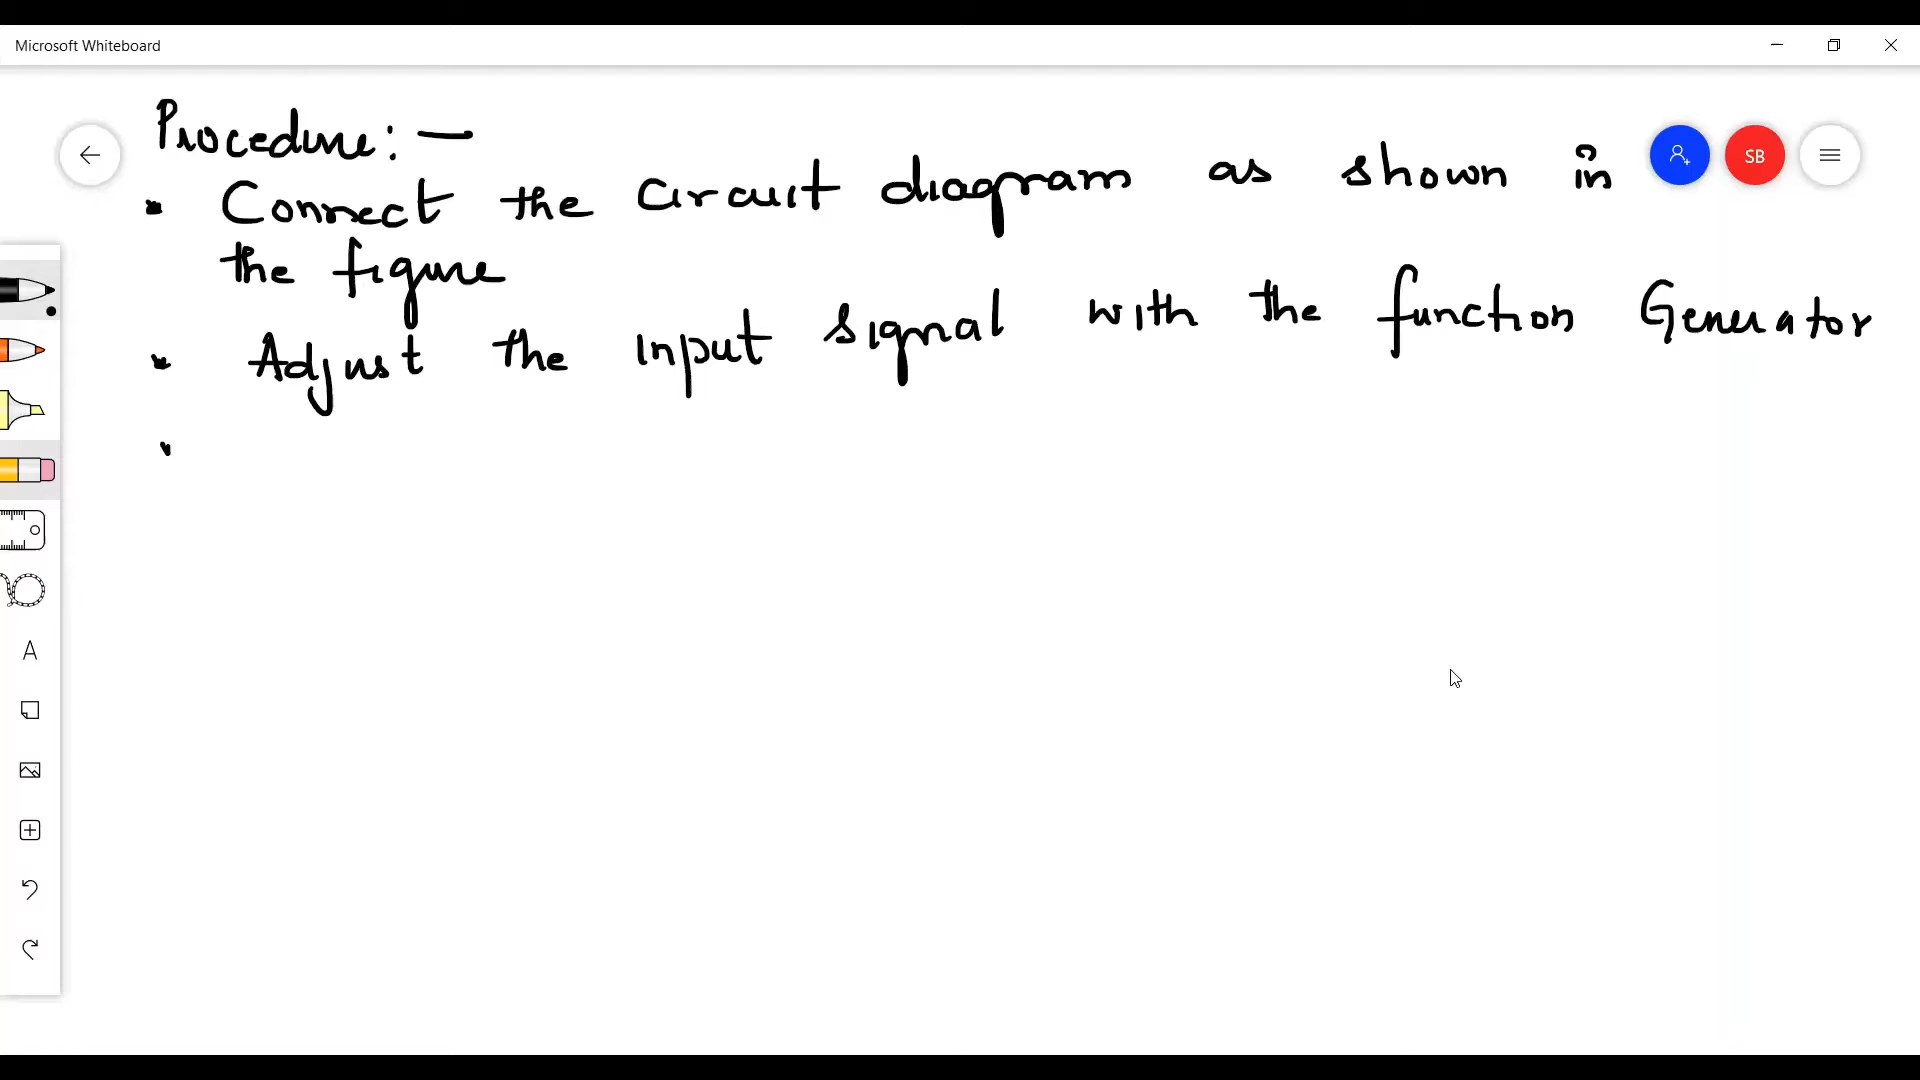 Microsoft Whiteboard
Procedure: —
• Connect the circuit diagram as shown in
the figure
• Adjust the input signal with the function Generator
•
SB
A